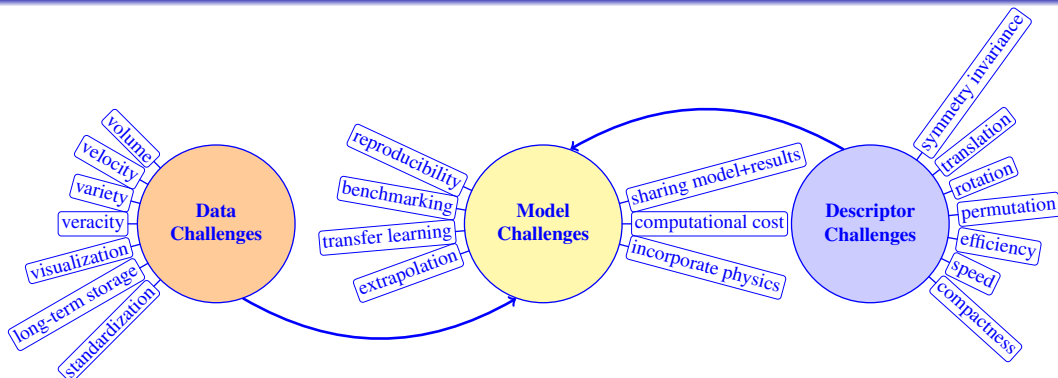 volume
velocity
variety
veracity
visualization
long-term storage
standardization
Data
Challenges
reproducibility
benchmarking
transfer learning
extrapolation
Model
Challenges
sharing model+results
computational cost
incorporate physics
Descriptor
Challenges
symmetry invariance
translation
rotation
permutation
efficiency
speed
compactness